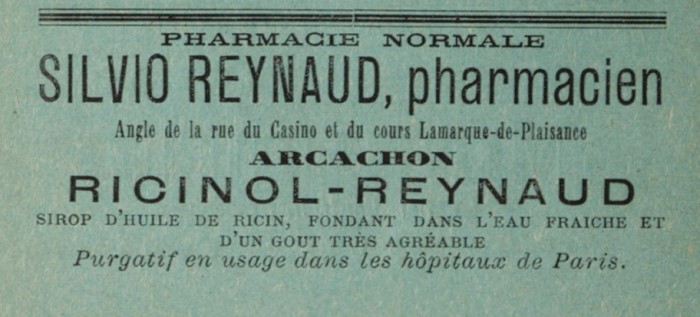 PHARMACIE NORMALE
SILVIO REYNAUD, pharmacien
Angle de la rue du Casino et du cours Lamarque-de-Plaisance
ARCACHON
RICINOL-REYNAUD
SIROP D'HUILE DE RICIN, FONDANT DANS L'EAU FRAICHE ET
D'UN GOUT TRÈS AGRÉABLE
Purgatif en usage dans les hôpitaux de Paris.